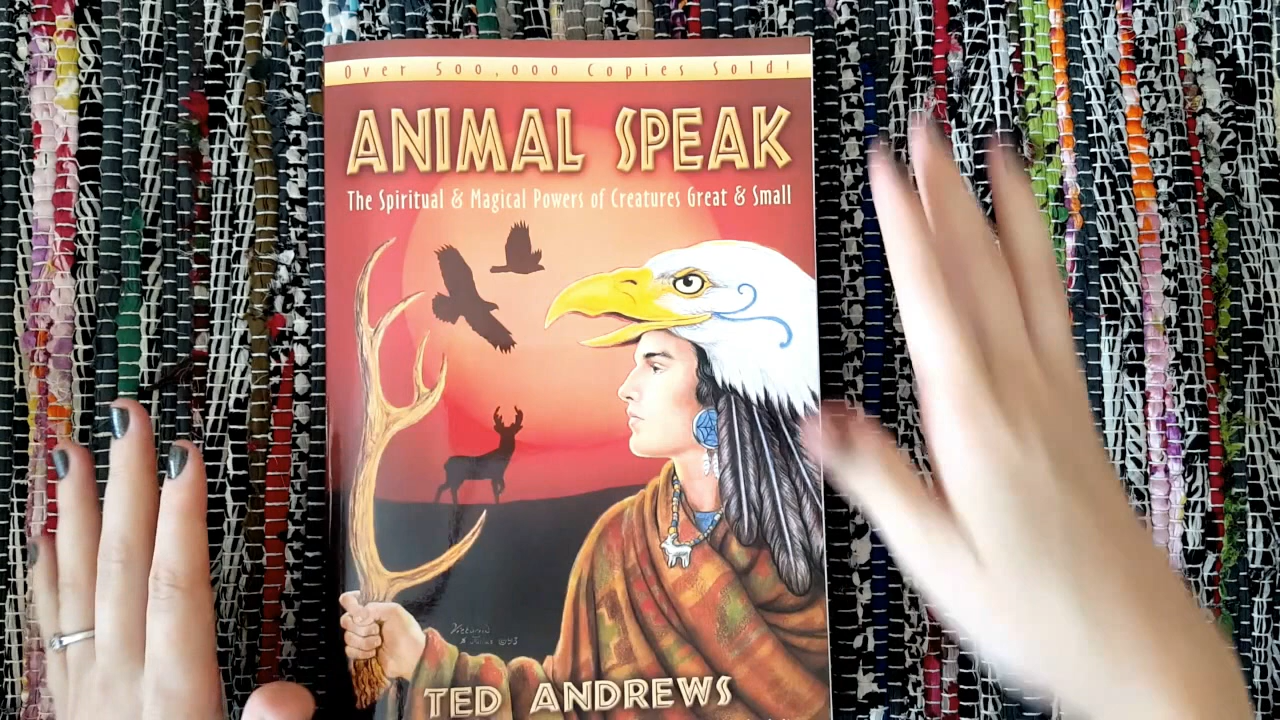 Over 500,000 Copies Sold!
ANIMAL SPEAK
The Spiritual & Magical Powers of Creatures Great & Small
TED ANDREWS